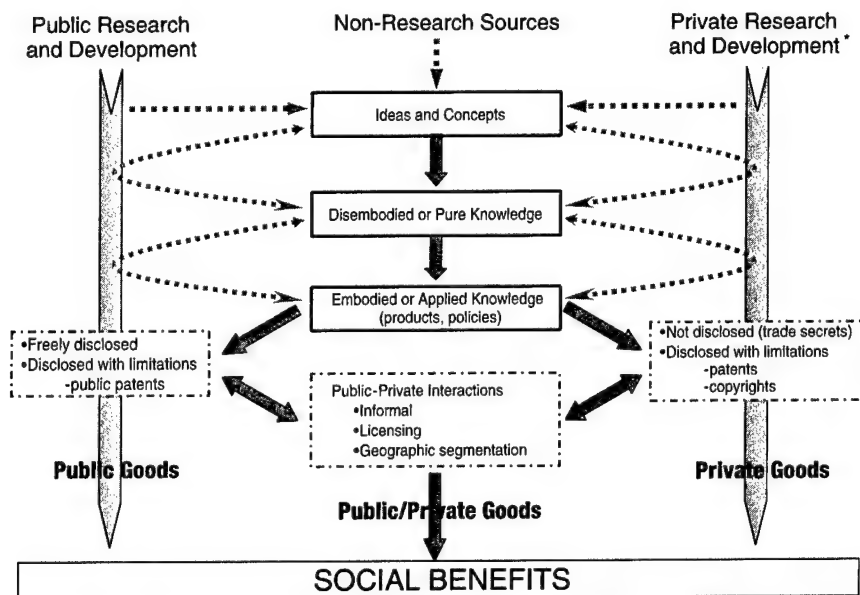 Public Research
and Development
Non-Research Sources
Private Research
and Development*
Ideas and Concepts
Disembodied or Pure Knowledge
Embodied or Applied Knowledge
(products, policies)
•Freely disclosed
•Disclosed with limitations
-public patents
•Not disclosed (trade secrets)
•Disclosed with limitations
-patents
-copyrights
Public-Private Interactions
•Informal
•Licensing
•Geographic segmentation
Public Goods
Private Goods
Public/Private Goods
SOCIAL BENEFITS